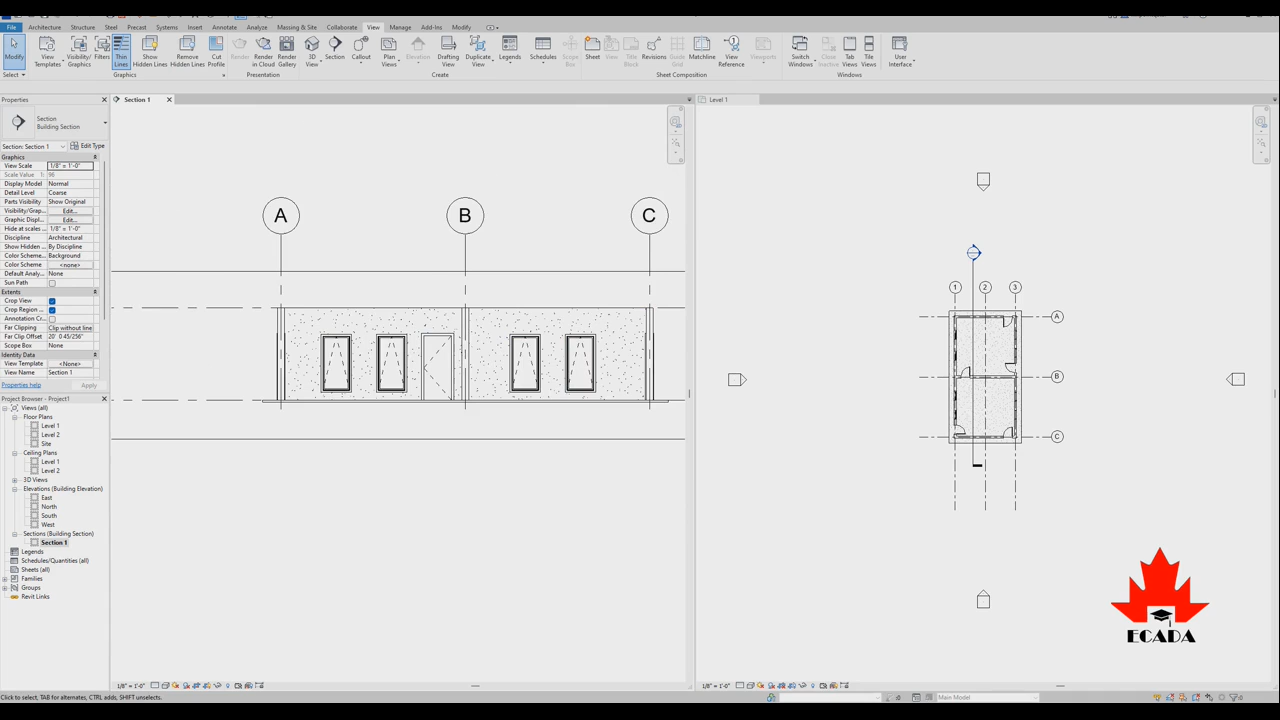 File Architecture Structure Steel Precast Systems Insert Annotate Analyze Massing & Site Collaborate View Manage Add-Ins Modify
Modify View Templates Visibility/ Graphics Filters Thin Lines Show Hidden Lines Remove Hidden Lines Cut Profile Render Render in Cloud Render Gallery 3D View Section Callout Plan Views Elevation Drafting View Duplicate View Legends Schedules Scope Box Sheet View Title Block Revisions Guide Grid Matchline View Reference Viewports Switch Windows Close Inactive Tab Views Tile Views User Interface
Select Graphics Presentation Create Sheet Composition Windows
Properties
Section
Building Section
Section: Section 1 Edit Type
Graphics
View Scale 1/8" = 1'-0"
Scale Value 1: 96
Display Model Normal
Detail Level Coarse
Parts Visibility Show Original
Visibility/Grap... Edit...
Graphic Displ... Edit...
Hide at scales ... 1/8" = 1'-0"
Discipline Architectural
Show Hidden ... By Discipline
Color Scheme ... Background
Color Scheme <none>
Default Analy... None
Sun Path
Extents
Crop View
Crop Region ...
Annotation Cr...
Far Clipping Clip without line
Far Clip Offset 20' 0 45/256"
Scope Box None
Identity Data
View Template <None>
View Name Section 1
Properties help Apply
Project Browser - Project1
Views (all)
Floor Plans
Level 1
Level 2
Site
Ceiling Plans
Level 1
Level 2
3D Views
Elevations (Building Elevation)
East
North
South
West
Sections (Building Section)
Section 1
Legends
Schedules/Quantities (all)
Sheets (all)
Families
Groups
Revit Links
Section 1
A B C
1/8" = 1'-0"
Level 1
1 2 3
A
B
C
ECADA
1/8" = 1'-0"
Click to select, TAB for alternates, CTRL adds, SHIFT unselects.
Main Model